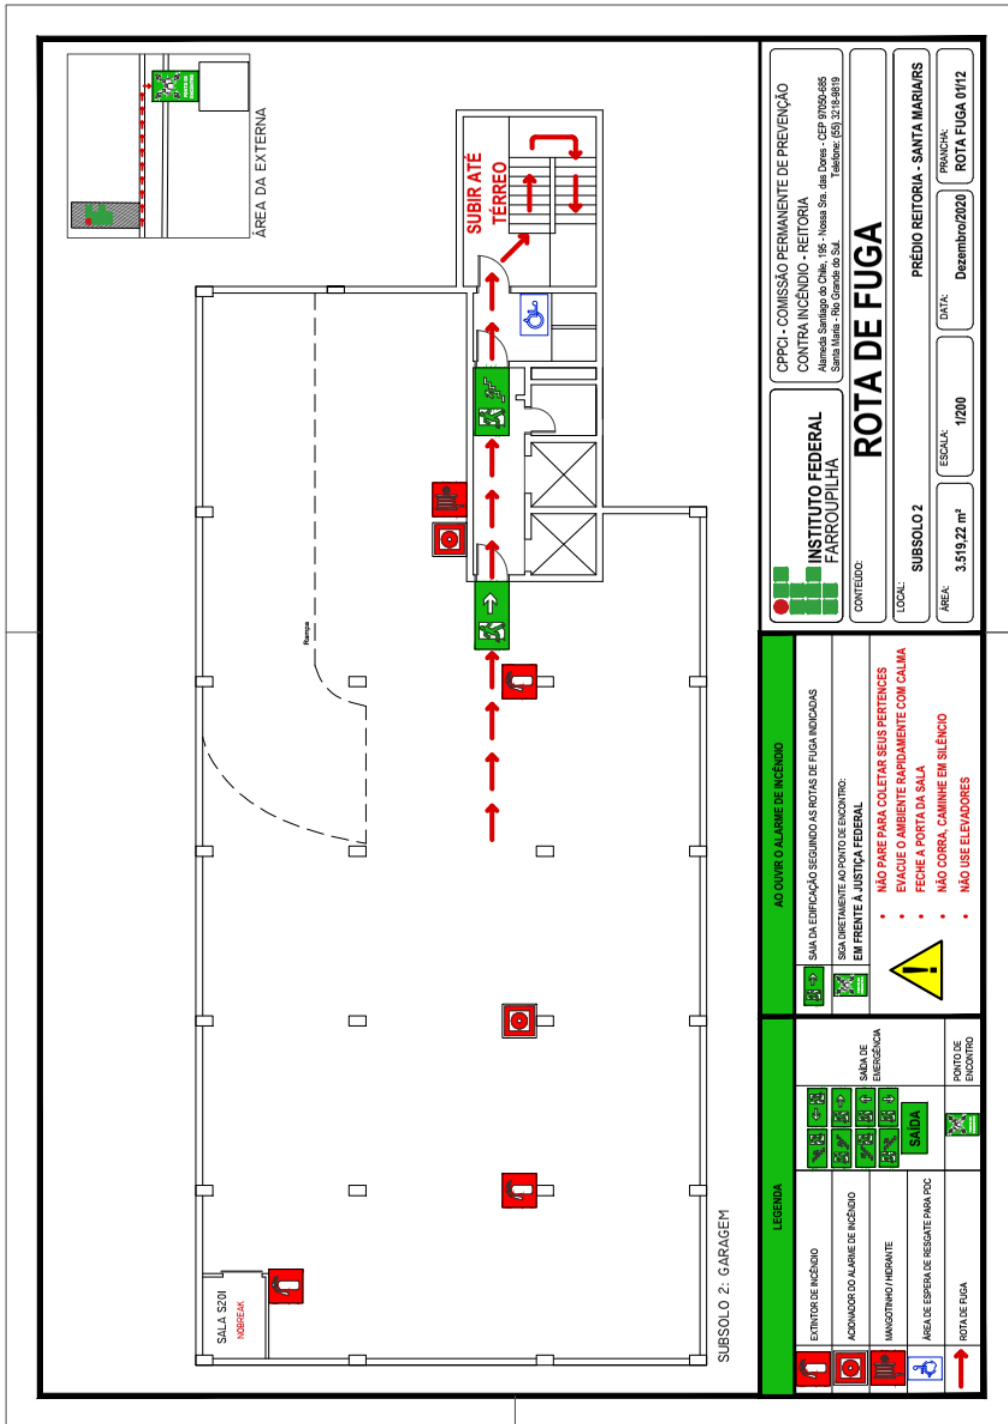 ÁREA DA EXTERNA
PONTO DE
ENCONTRO
SUBIR ATÉ
TÉRREO
Rampa
SALA S201
NOBREAK
SUBSOLO 2: GARAGEM
LEGENDA
EXTINTOR DE INCÊNDIO
ACIONADOR DO ALARME DE INCÊNDIO
MANGOTINHO / HIDRANTE
ÁREA DE ESPERA DE RESGATE PARA PDC
ROTA DE FUGA
SAÍDA
SAÍDA DE
EMERGÊNCIA
PONTO DE
ENCONTRO
AO OUVIR O ALARME DE INCÊNDIO
SAIA DA EDIFICAÇÃO SEGUINDO AS ROTAS DE FUGA INDICADAS
SIGA DIRETAMENTE AO PONTO DE ENCONTRO:
EM FRENTE À JUSTIÇA FEDERAL
• NÃO PARE PARA COLETAR SEUS PERTENCES
• EVACUE O AMBIENTE RAPIDAMENTE COM CALMA
• FECHE A PORTA DA SALA
• NÃO CORRA, CAMINHE EM SILÊNCIO
• NÃO USE ELEVADORES
INSTITUTO FEDERAL
FARROUPILHA
CPPCI - COMISSÃO PERMANENTE DE PREVENÇÃO
CONTRA INCÊNDIO - REITORIA
Alameda Santiago do Chile, 195 - Nossa Sra. das Dores - CEP 97050-685
Santa Maria - Rio Grande do Sul. Telefone: (55) 3218-9819
CONTEÚDO:
ROTA DE FUGA
LOCAL:
SUBSOLO 2 PRÉDIO REITORIA - SANTA MARIA/RS
ÁREA:
3.519,22 m²
ESCALA:
1/200
DATA:
Dezembro/2020
PRANCHA:
ROTA FUGA 01/12